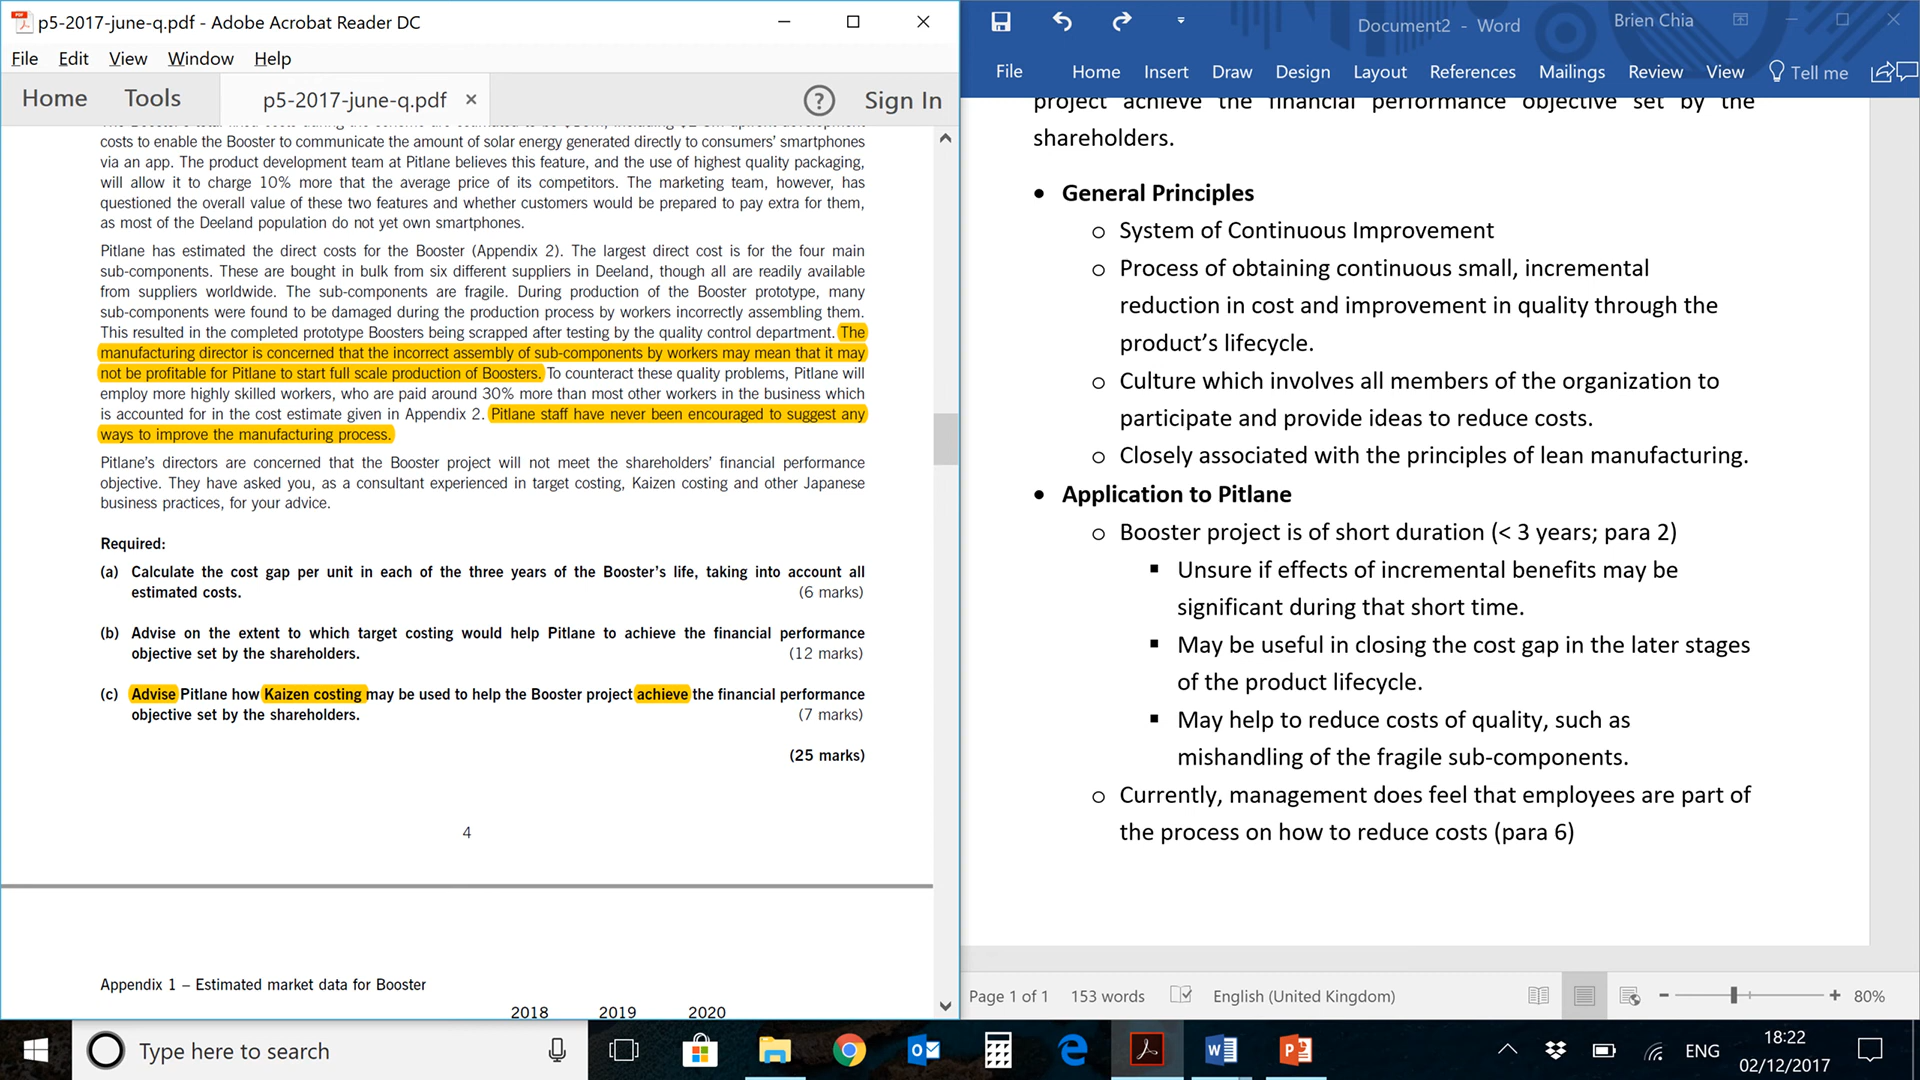 p5-2017-june-q.pdf - Adobe Acrobat Reader DC
File Edit View Window Help
Home Tools p5-2017-june-q.pdf × ? Sign In
costs to enable the Booster to communicate the amount of solar energy generated directly to consumers' smartphones
via an app. The product development team at Pitlane believes this feature, and the use of highest quality packaging,
will allow it to charge 10% more that the average price of its competitors. The marketing team, however, has
questioned the overall value of these two features and whether customers would be prepared to pay extra for them,
as most of the Deeland population do not yet own smartphones.
Pitlane has estimated the direct costs for the Booster (Appendix 2). The largest direct cost is for the four main
sub-components. These are bought in bulk from six different suppliers in Deeland, though all are readily available
from suppliers worldwide. The sub-components are fragile. During production of the Booster prototype, many
sub-components were found to be damaged during the production process by workers incorrectly assembling them.
This resulted in the completed prototype Boosters being scrapped after testing by the quality control department. The
manufacturing director is concerned that the incorrect assembly of sub-components by workers may mean that it may
not be profitable for Pitlane to start full scale production of Boosters. To counteract these quality problems, Pitlane will
employ more highly skilled workers, who are paid around 30% more than most other workers in the business which
is accounted for in the cost estimate given in Appendix 2. Pitlane staff have never been encouraged to suggest any
ways to improve the manufacturing process.
Pitlane's directors are concerned that the Booster project will not meet the shareholders' financial performance
objective. They have asked you, as a consultant experienced in target costing, Kaizen costing and other Japanese
business practices, for your advice.
Required:
(a) Calculate the cost gap per unit in each of the three years of the Booster's life, taking into account all
estimated costs. (6 marks)
(b) Advise on the extent to which target costing would help Pitlane to achieve the financial performance
objective set by the shareholders. (12 marks)
(c) Advise Pitlane how Kaizen costing may be used to help the Booster project achieve the financial performance
objective set by the shareholders. (7 marks)
(25 marks)
4
Appendix 1 – Estimated market data for Booster
2018 2019 2020
Document2 - Word Brien Chia
File Home Insert Draw Design Layout References Mailings Review View Tell me
project achieve the financial performance objective set by the
shareholders.
• General Principles
o System of Continuous Improvement
o Process of obtaining continuous small, incremental
reduction in cost and improvement in quality through the
product's lifecycle.
o Culture which involves all members of the organization to
participate and provide ideas to reduce costs.
o Closely associated with the principles of lean manufacturing.
• Application to Pitlane
o Booster project is of short duration (< 3 years; para 2)
▪ Unsure if effects of incremental benefits may be
significant during that short time.
▪ May be useful in closing the cost gap in the later stages
of the product lifecycle.
▪ May help to reduce costs of quality, such as
mishandling of the fragile sub-components.
o Currently, management does feel that employees are part of
the process on how to reduce costs (para 6)
Page 1 of 1 153 words English (United Kingdom) 80%
Type here to search
ENG
18:22
02/12/2017